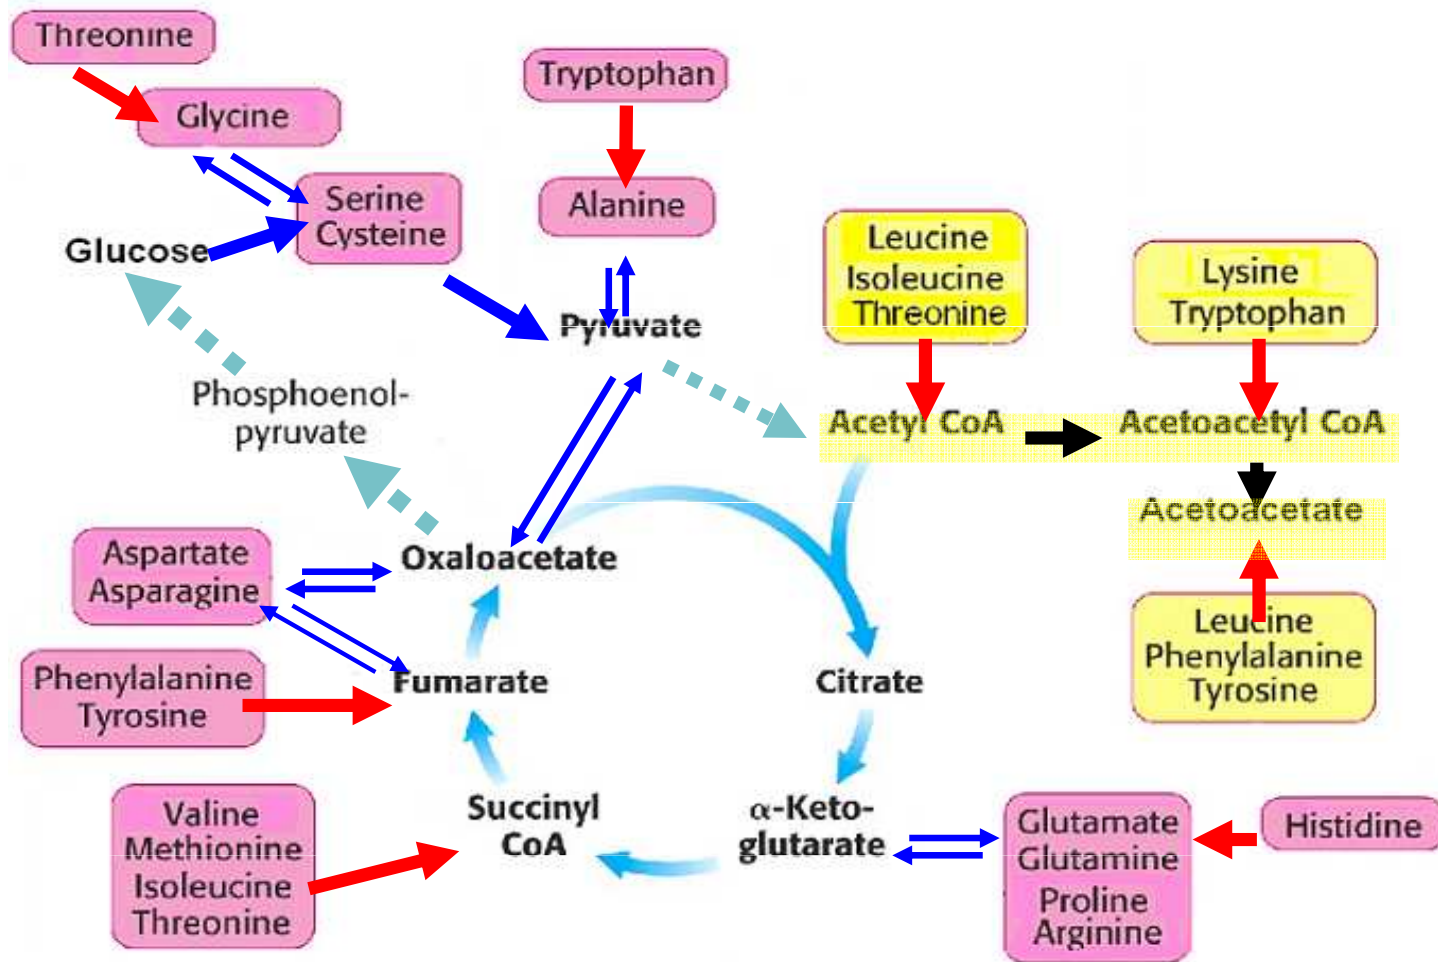 Threonine
Glycine
Serine
Cysteine
Glucose
Tryptophan
Alanine
Pyruvate
Phosphoenol-
pyruvate
Leucine
Isoleucine
Threonine
Lysine
Tryptophan
Acetyl CoA
Acetoacetyl CoA
Acetoacetate
Leucine
Phenylalanine
Tyrosine
Aspartate
Asparagine
Oxaloacetate
Phenylalanine
Tyrosine
Fumarate
Citrate
Valine
Methionine
Isoleucine
Threonine
Succinyl
CoA
α-Keto-
glutarate
Glutamate
Glutamine
Proline
Arginine
Histidine